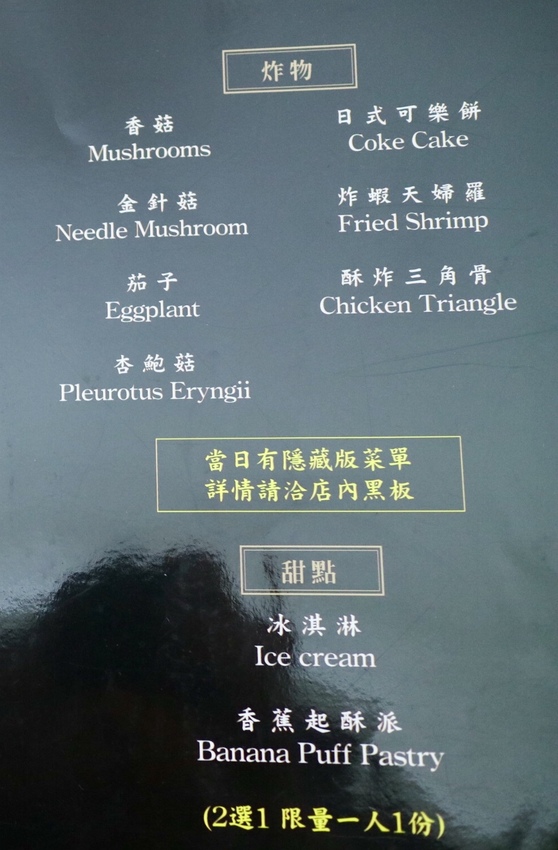 炸物
香菇
Mushrooms
金針菇
Needle Mushroom
茄子
Eggplant
杏鮑菇
Pleurotus Eryngii
日式可樂餅
Coke Cake
炸蝦天婦羅
Fried Shrimp
酥炸三角骨
Chicken Triangle
當日有隱藏版菜單
詳情請洽店內黑板
甜點
冰淇淋
Ice cream
香蕉起酥派
Banana Puff Pastry
(2選1 限量一人1份)